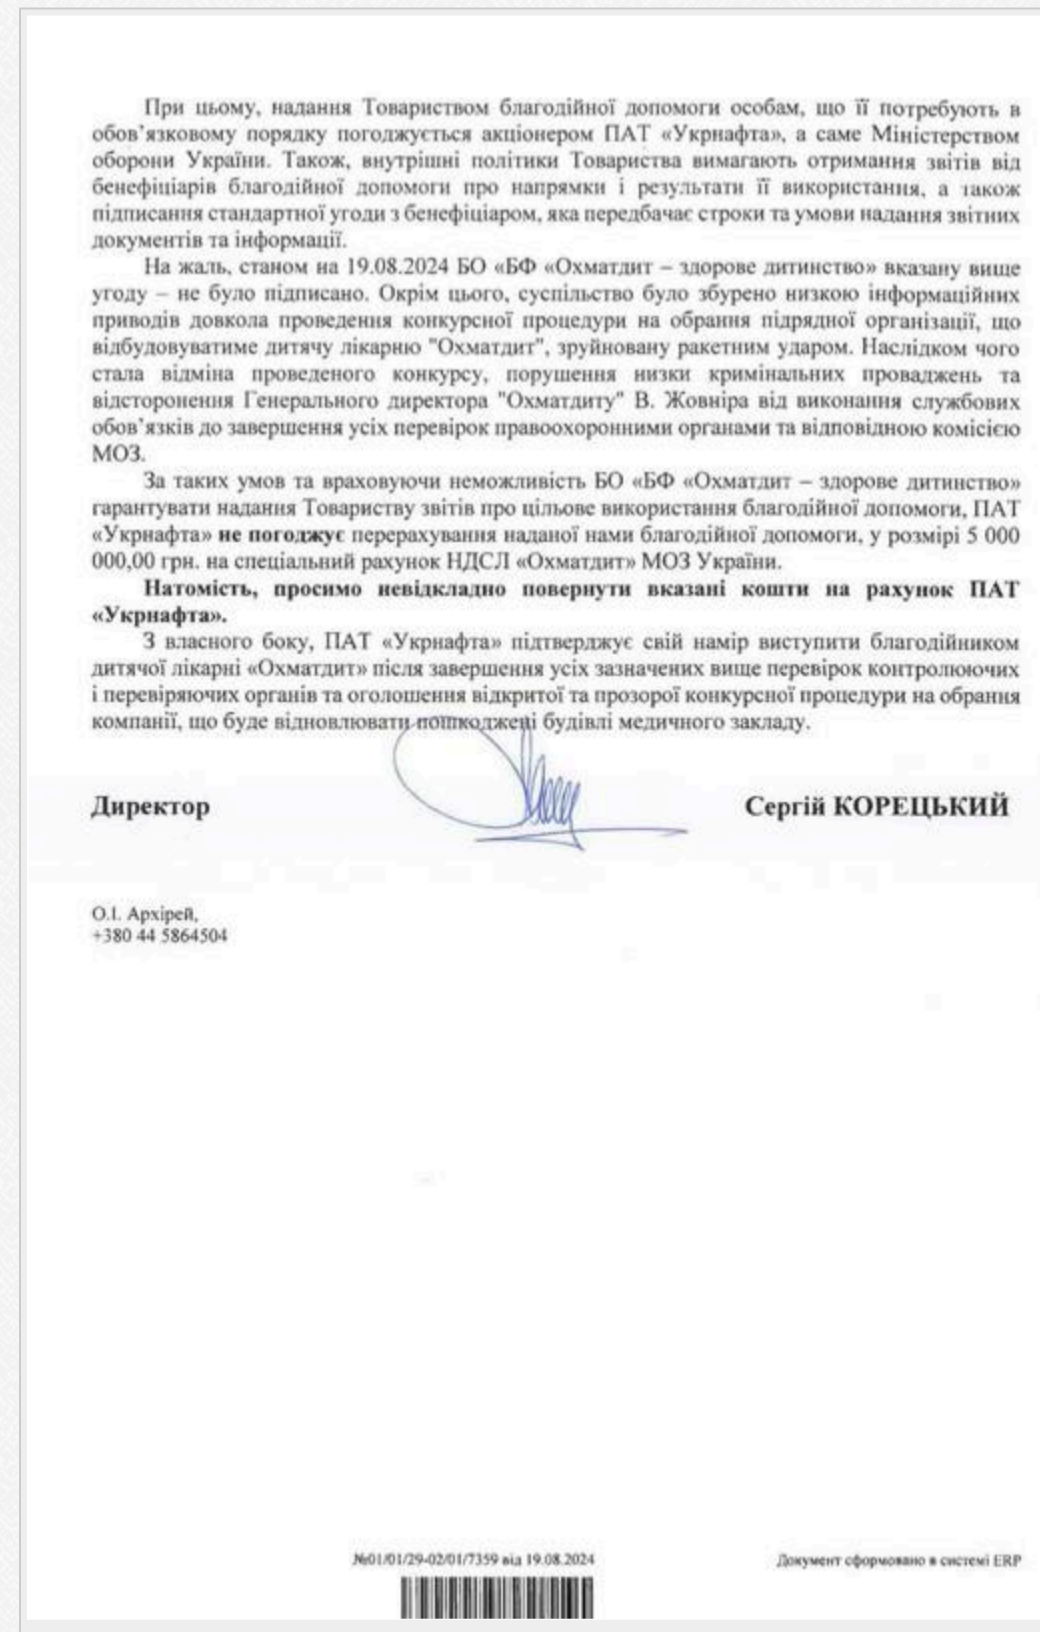 При цьому, надання Товариством благодійної допомоги особам, що її потребують в
обов’язковому порядку погоджується акціонером ПАТ «Укрнафта», а саме Міністерством
оборони України. Також, внутрішні політики Товариства вимагають отримання звітів від
бенефіціарів благодійної допомоги про напрямки і результати її використання, а також
підписання стандартної угоди з бенефіціаром, яка передбачає строки та умови надання звітних
документів та інформації.
На жаль, станом на 19.08.2024 БО «БФ «Охматдит – здорове дитинство» вказану вище
угоду – не було підписано. Окрім цього, суспільство було збурено низкою інформаційних
приводів довкола проведення конкурсної процедури на обрання підрядної організації, що
відбудовуватиме дитячу лікарню "Охматдит", зруйновану ракетним ударом. Наслідком чого
стала відміна проведеного конкурсу, порушення низки кримінальних проваджень та
відсторонення Генерального директора "Охматдиту" В. Жовніра від виконання службових
обов’язків до завершення усіх перевірок правоохоронними органами та відповідною комісією
МОЗ.
За таких умов та враховуючи неможливість БО «БФ «Охматдит – здорове дитинство»
гарантувати надання Товариству звітів про цільове використання благодійної допомоги, ПАТ
«Укрнафта» не погоджує перерахування наданої нами благодійної допомоги, у розмірі 5 000
000,00 грн. на спеціальний рахунок НДСЛ «Охматдит» МОЗ України.
Натомість, просимо невідкладно повернути вказані кошти на рахунок ПАТ
«Укрнафта».
З власного боку, ПАТ «Укрнафта» підтверджує свій намір виступити благодійником
дитячої лікарні «Охматдит» після завершення усіх зазначених вище перевірок контролюючих
і перевіряючих органів та оголошення відкритої та прозорої конкурсної процедури на обрання
компанії, що буде відновлювати пошкоджені будівлі медичного закладу.
Директор Сергій КОРЕЦЬКИЙ
О.І. Архірей,
+380 44 5864504
№01/01/29-02/01/7359 від 19.08.2024 Документ сформовано в системі ERP